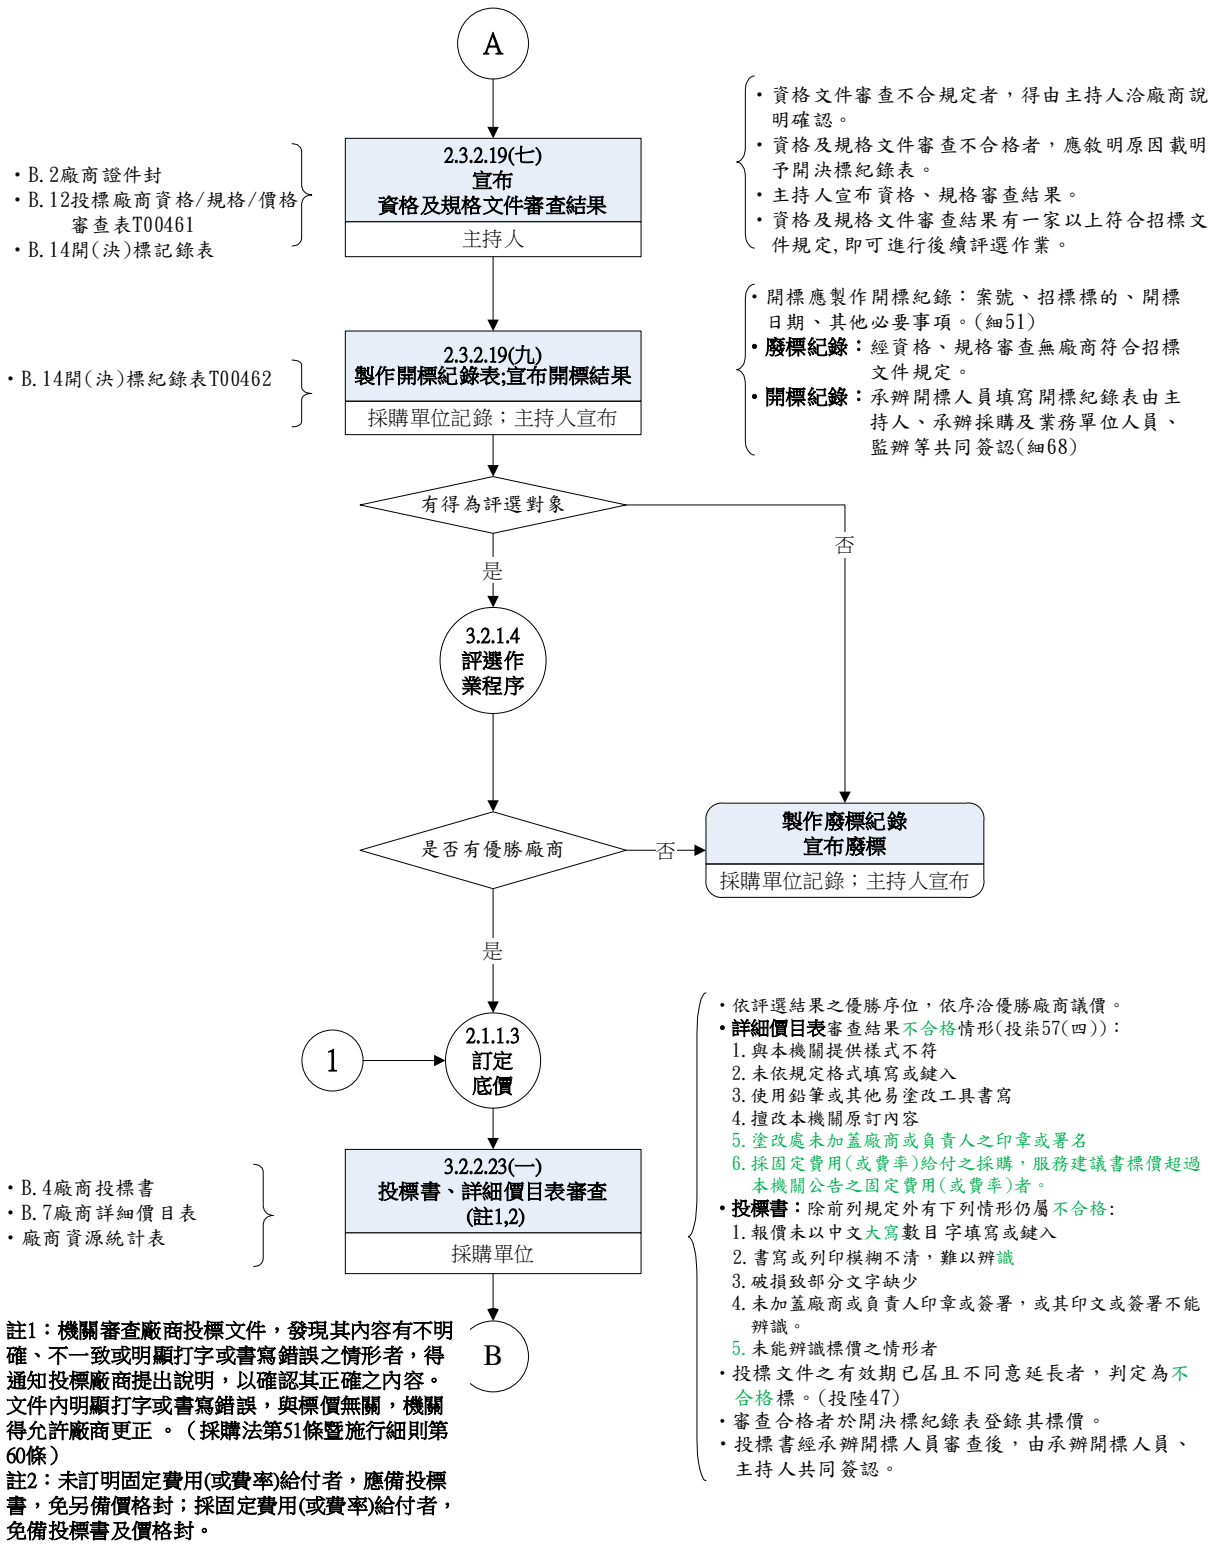 A
・B.2廠商證件封
・B.12投標廠商資格/規格/價格
審查表T00461
・B.14開(決)標記錄表
2.3.2.19(七)
宣布
資格及規格文件審查結果
主持人
・資格文件審查不合規定者，得由主持人洽廠商說
明確認。
・資格及規格文件審查不合格者，應敘明原因載明
予開決標紀錄表。
・主持人宣布資格、規格審查結果。
・資格及規格文件審查結果有一家以上符合招標文
件規定,即可進行後續評選作業。
・B.14開(決)標紀錄表T00462
2.3.2.19(九)
製作開標紀錄表;宣布開標結果
採購單位記錄；主持人宣布
・開標應製作開標紀錄：案號、招標標的、開標
日期、其他必要事項。(細51)
・廢標紀錄：經資格、規格審查無廠商符合招標
文件規定。
・開標紀錄：承辦開標人員填寫開標紀錄表由主
持人、承辦採購及業務單位人員、
監辦等共同簽認(細68)
有得為評選對象
否
是
3.2.1.4
評選作
業程序
是否有優勝廠商
否
製作廢標紀錄
宣布廢標
採購單位記錄；主持人宣布
是
1
2.1.1.3
訂定
底價
・B.4廠商投標書
・B.7廠商詳細價目表
・廠商資源統計表
3.2.2.23(一)
投標書、詳細價目表審查
(註1,2)
採購單位
・依評選結果之優勝序位，依序洽優勝廠商議價。
・詳細價目表審查結果不合格情形(投柒57(四))：
1.與本機關提供樣式不符
2.未依規定格式填寫或鍵入
3.使用鉛筆或其他易塗改工具書寫
4.擅改本機關原訂內容
5.塗改處未加蓋廠商或負責人之印章或署名
6.採固定費用(或費率)給付之採購，服務建議書標價超過
本機關公告之固定費用(或費率)者。
・投標書：除前列規定外有下列情形仍屬不合格:
1.報價未以中文大寫數目字填寫或鍵入
2.書寫或列印模糊不清，難以辨識
3.破損致部分文字缺少
4.未加蓋廠商或負責人印章或簽署，或其印文或簽署不能
辨識。
5.未能辨識標價之情形者
・投標文件之有效期已屆且不同意延長者，判定為不
合格標。(投陸47)
・審查合格者於開決標紀錄表登錄其標價。
・投標書經承辦開標人員審查後，由承辦開標人員、
主持人共同簽認。
B
註1：機關審查廠商投標文件，發現其內容有不明
確、不一致或明顯打字或書寫錯誤之情形者，得
通知投標廠商提出說明，以確認其正確之內容。
文件內明顯打字或書寫錯誤，與標價無關，機關
得允許廠商更正 。（採購法第51條暨施行細則第
60條）
註2：未訂明固定費用(或費率)給付者，應備投標
書，免另備價格封；採固定費用(或費率)給付者，
免備投標書及價格封。